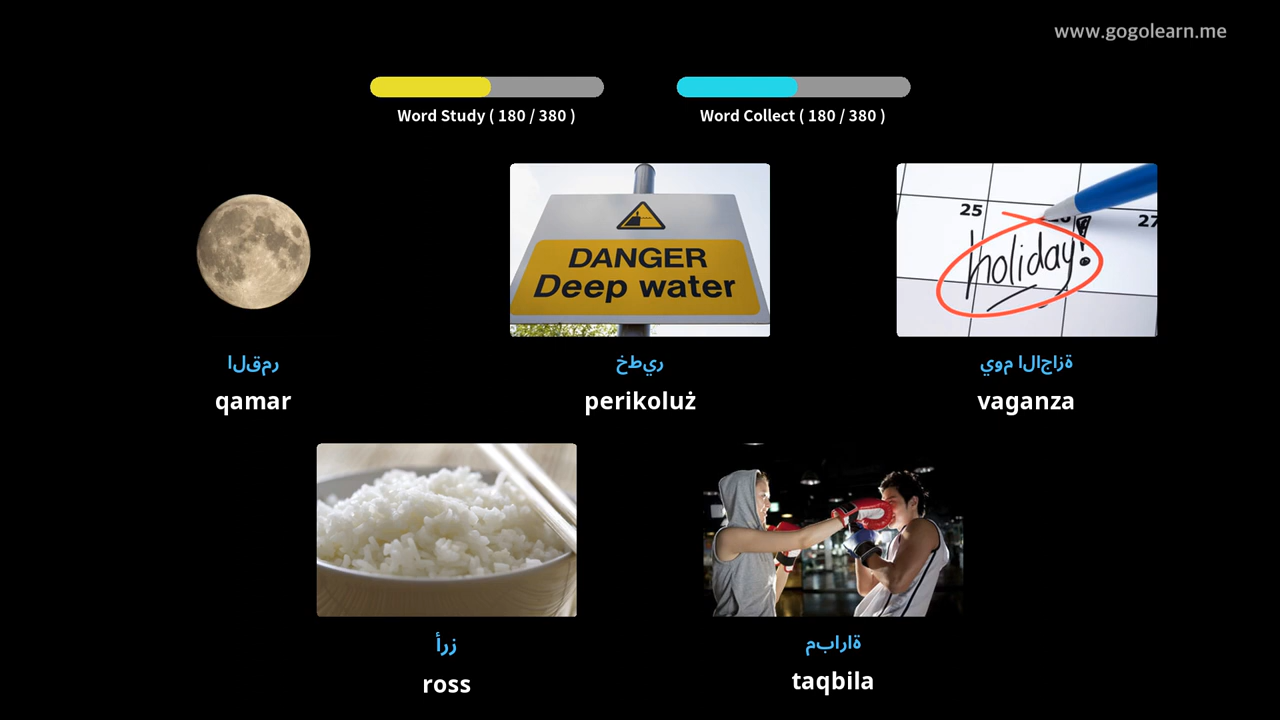 www.gogolearn.me
Word Study ( 180 / 380 )
Word Collect ( 180 / 380 )
DANGER
Deep water
25
27
holiday!
القمر
qamar
خطير
perikoluż
يوم الاجازة
vaganza
أرز
ross
مباراة
taqbila